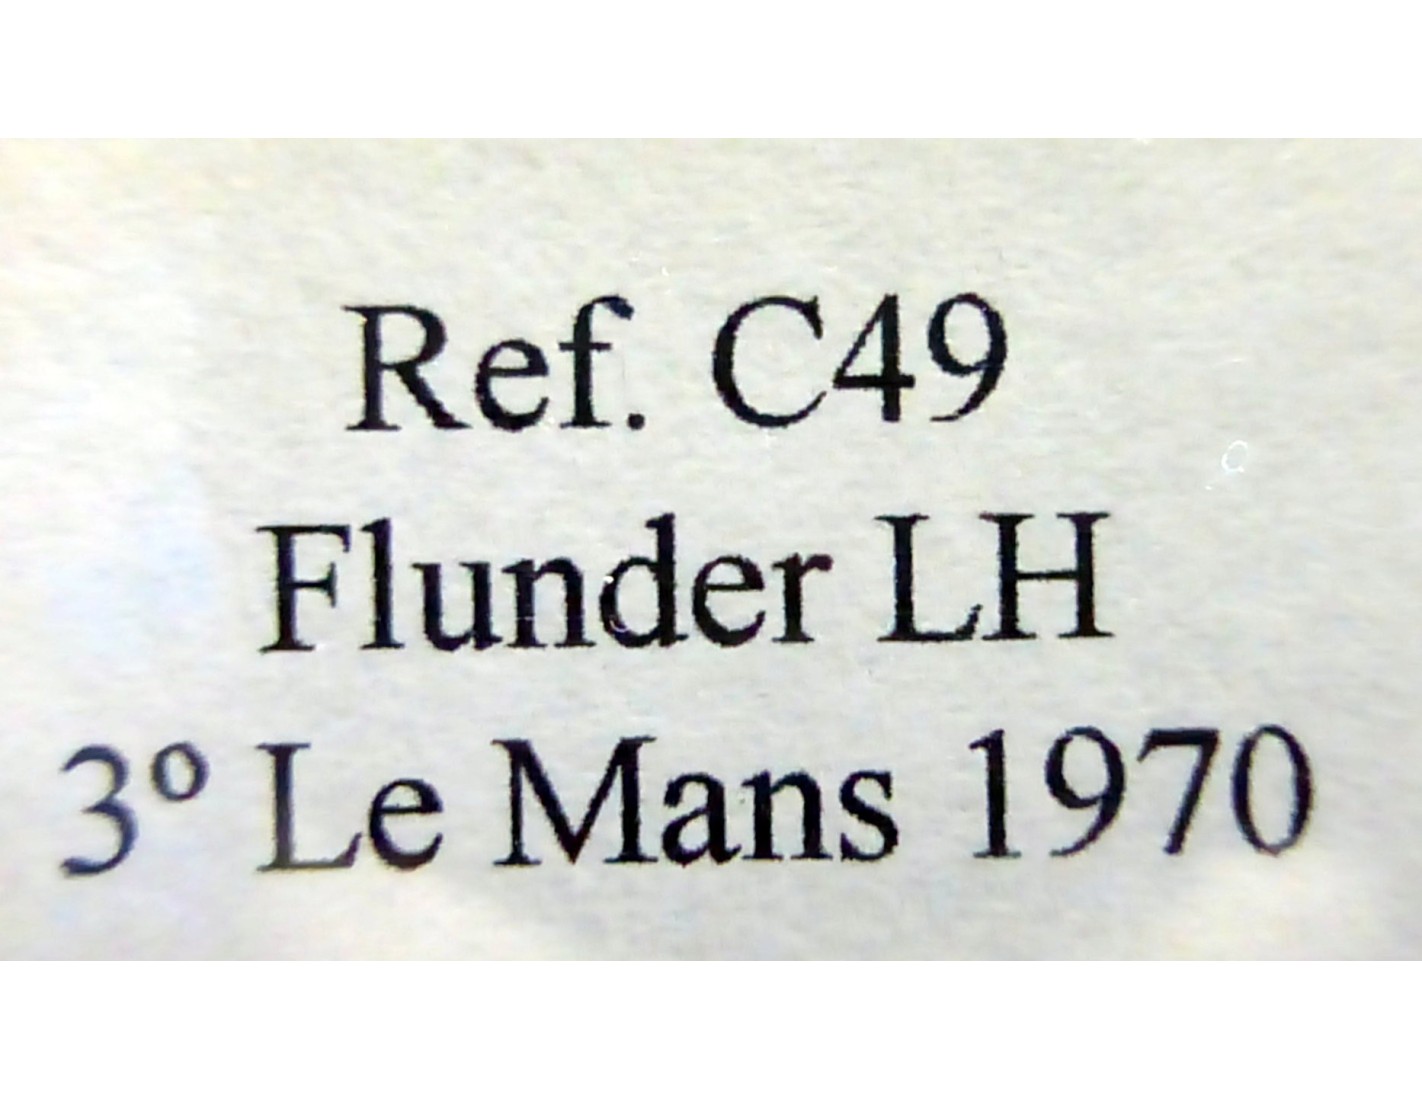 Ref. C49
Flunder LH
3º Le Mans 1970